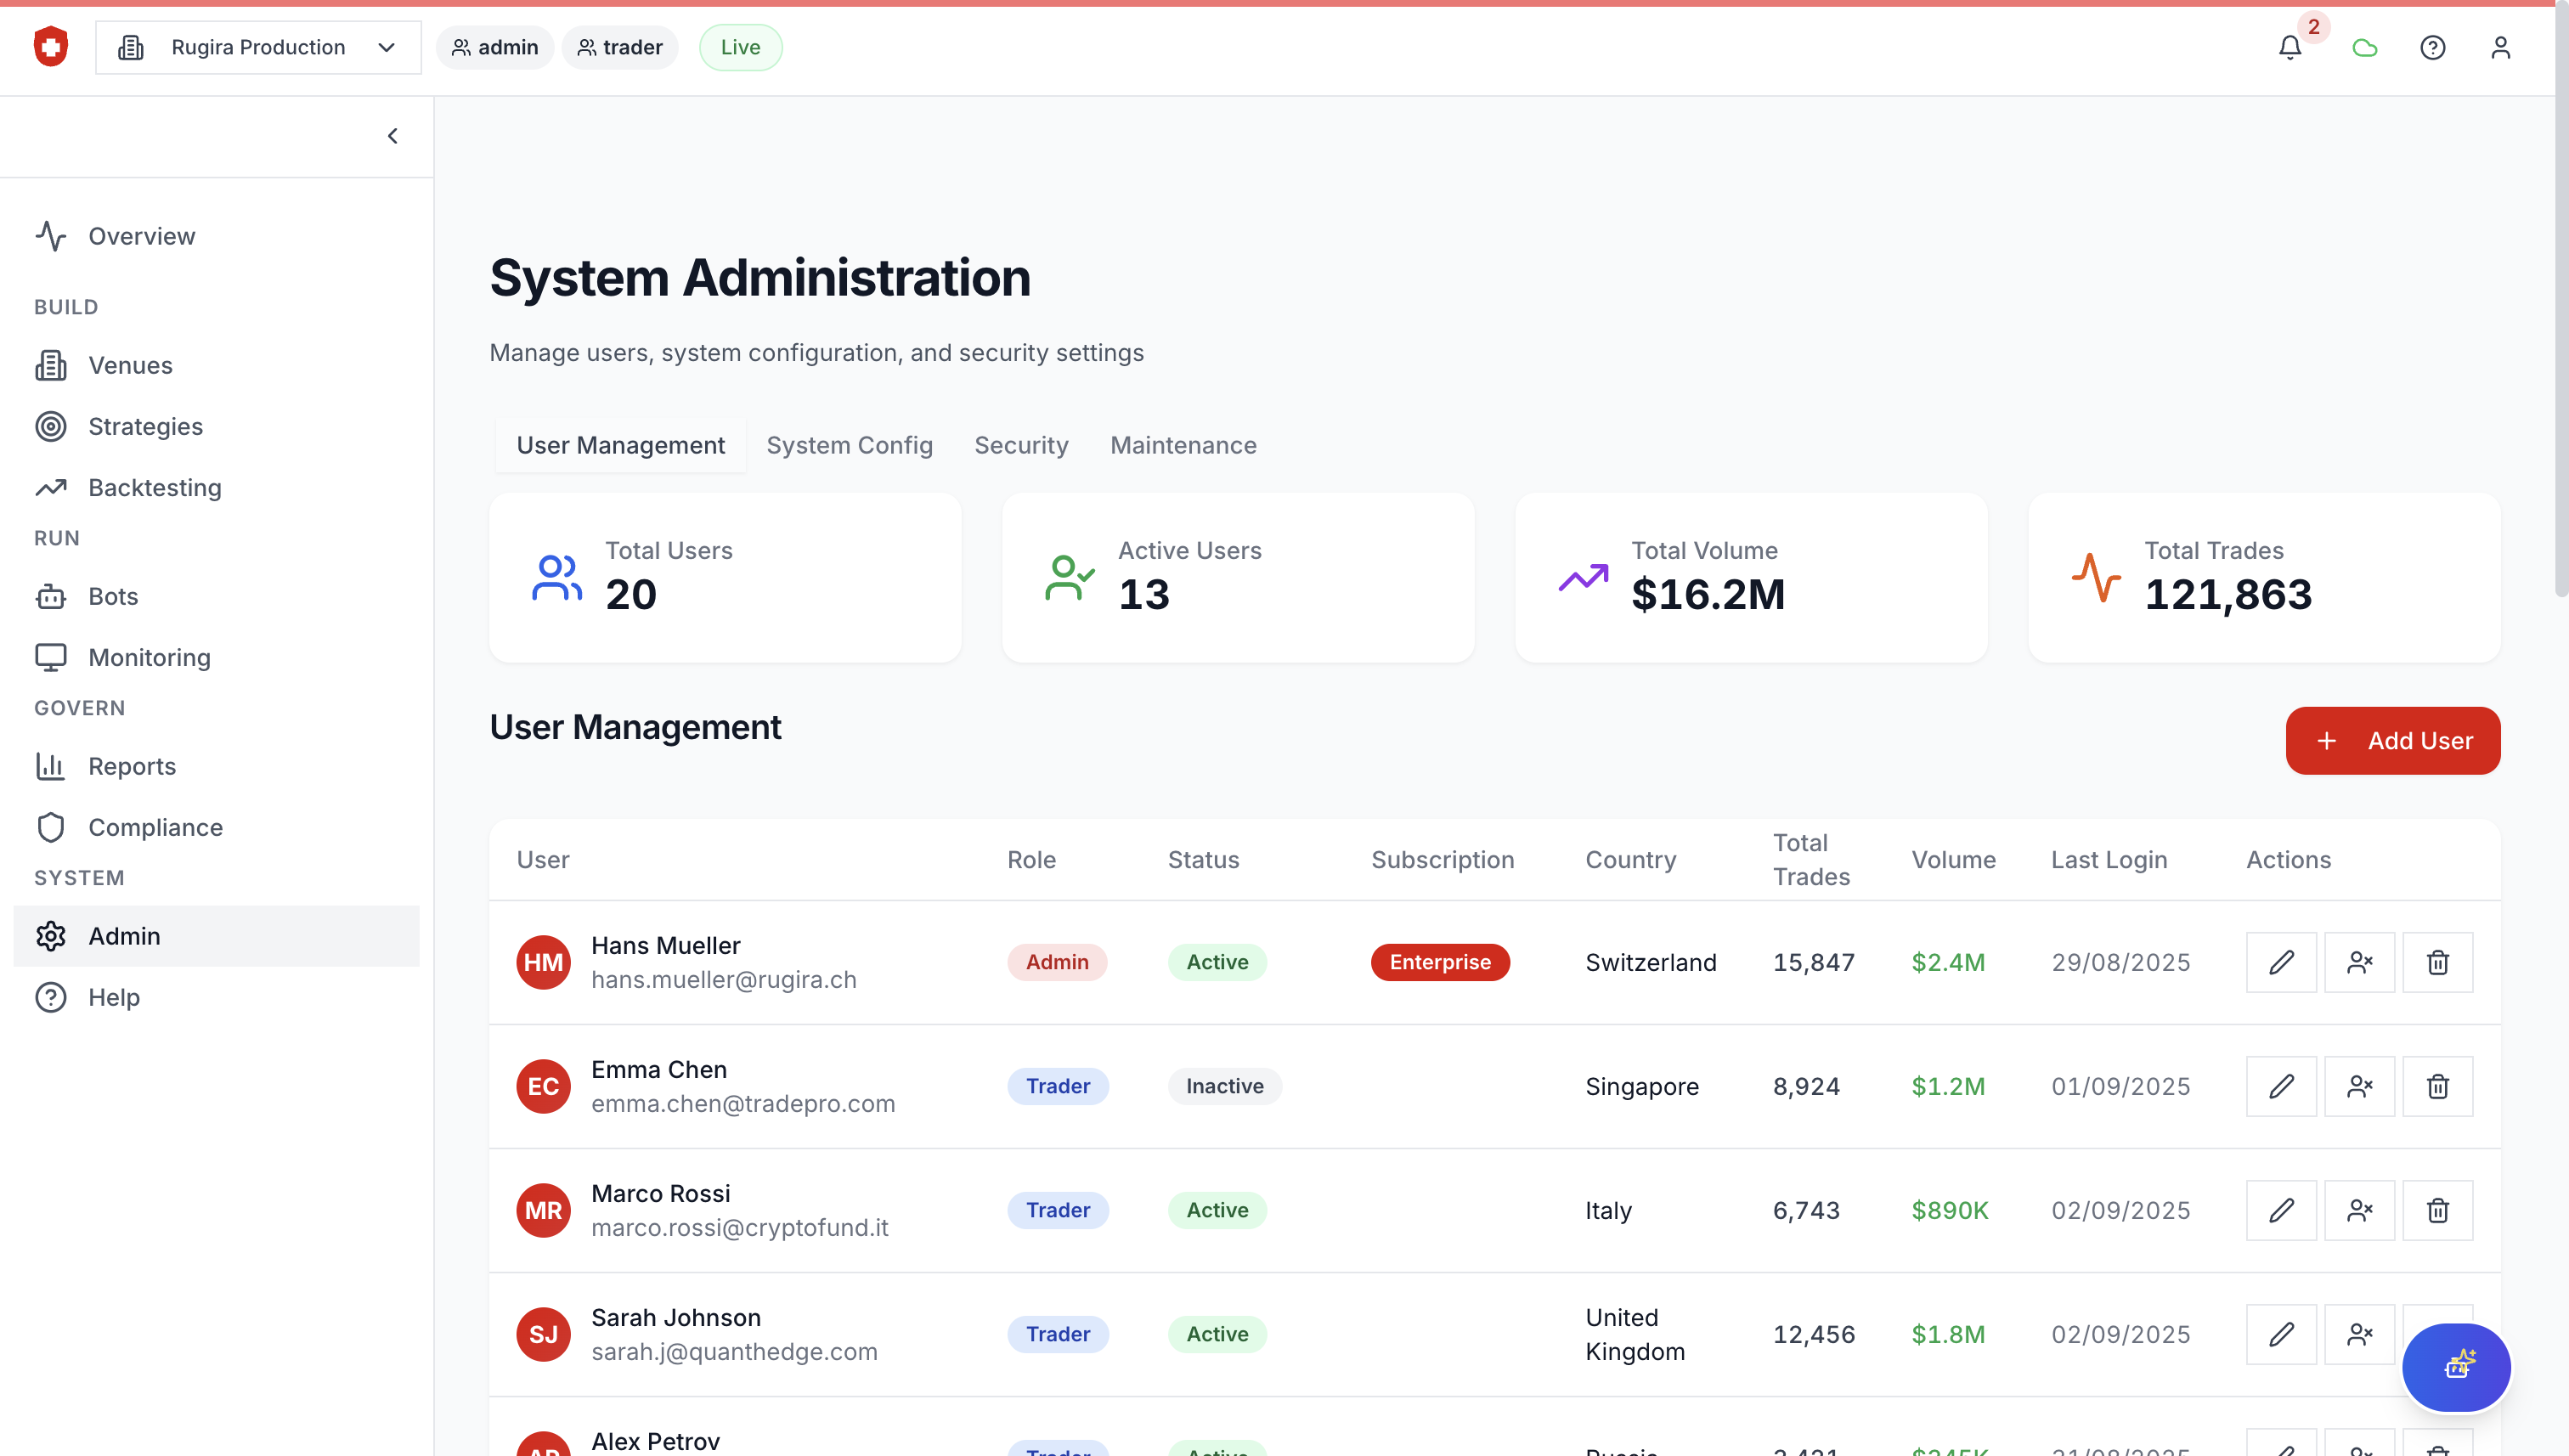 Rugira Production
admin
trader
Live
2
Overview
BUILD
Venues
Strategies
Backtesting
RUN
Bots
Monitoring
GOVERN
Reports
Compliance
SYSTEM
Admin
Help
System Administration
Manage users, system configuration, and security settings
User Management System Config Security Maintenance
Total Users
20
Active Users
13
Total Volume
$16.2M
Total Trades
121,863
User Management
Add User
User Role Status Subscription Country Total Trades Volume Last Login Actions
HM Hans Mueller
hans.mueller@rugira.ch
Admin Active Enterprise Switzerland 15,847 $2.4M 29/08/2025
EC Emma Chen
emma.chen@tradepro.com
Trader Inactive Singapore 8,924 $1.2M 01/09/2025
MR Marco Rossi
marco.rossi@cryptofund.it
Trader Active Italy 6,743 $890K 02/09/2025
SJ Sarah Johnson
sarah.j@quanthedge.com
Trader Active United Kingdom 12,456 $1.8M 02/09/2025
Alex Petrov